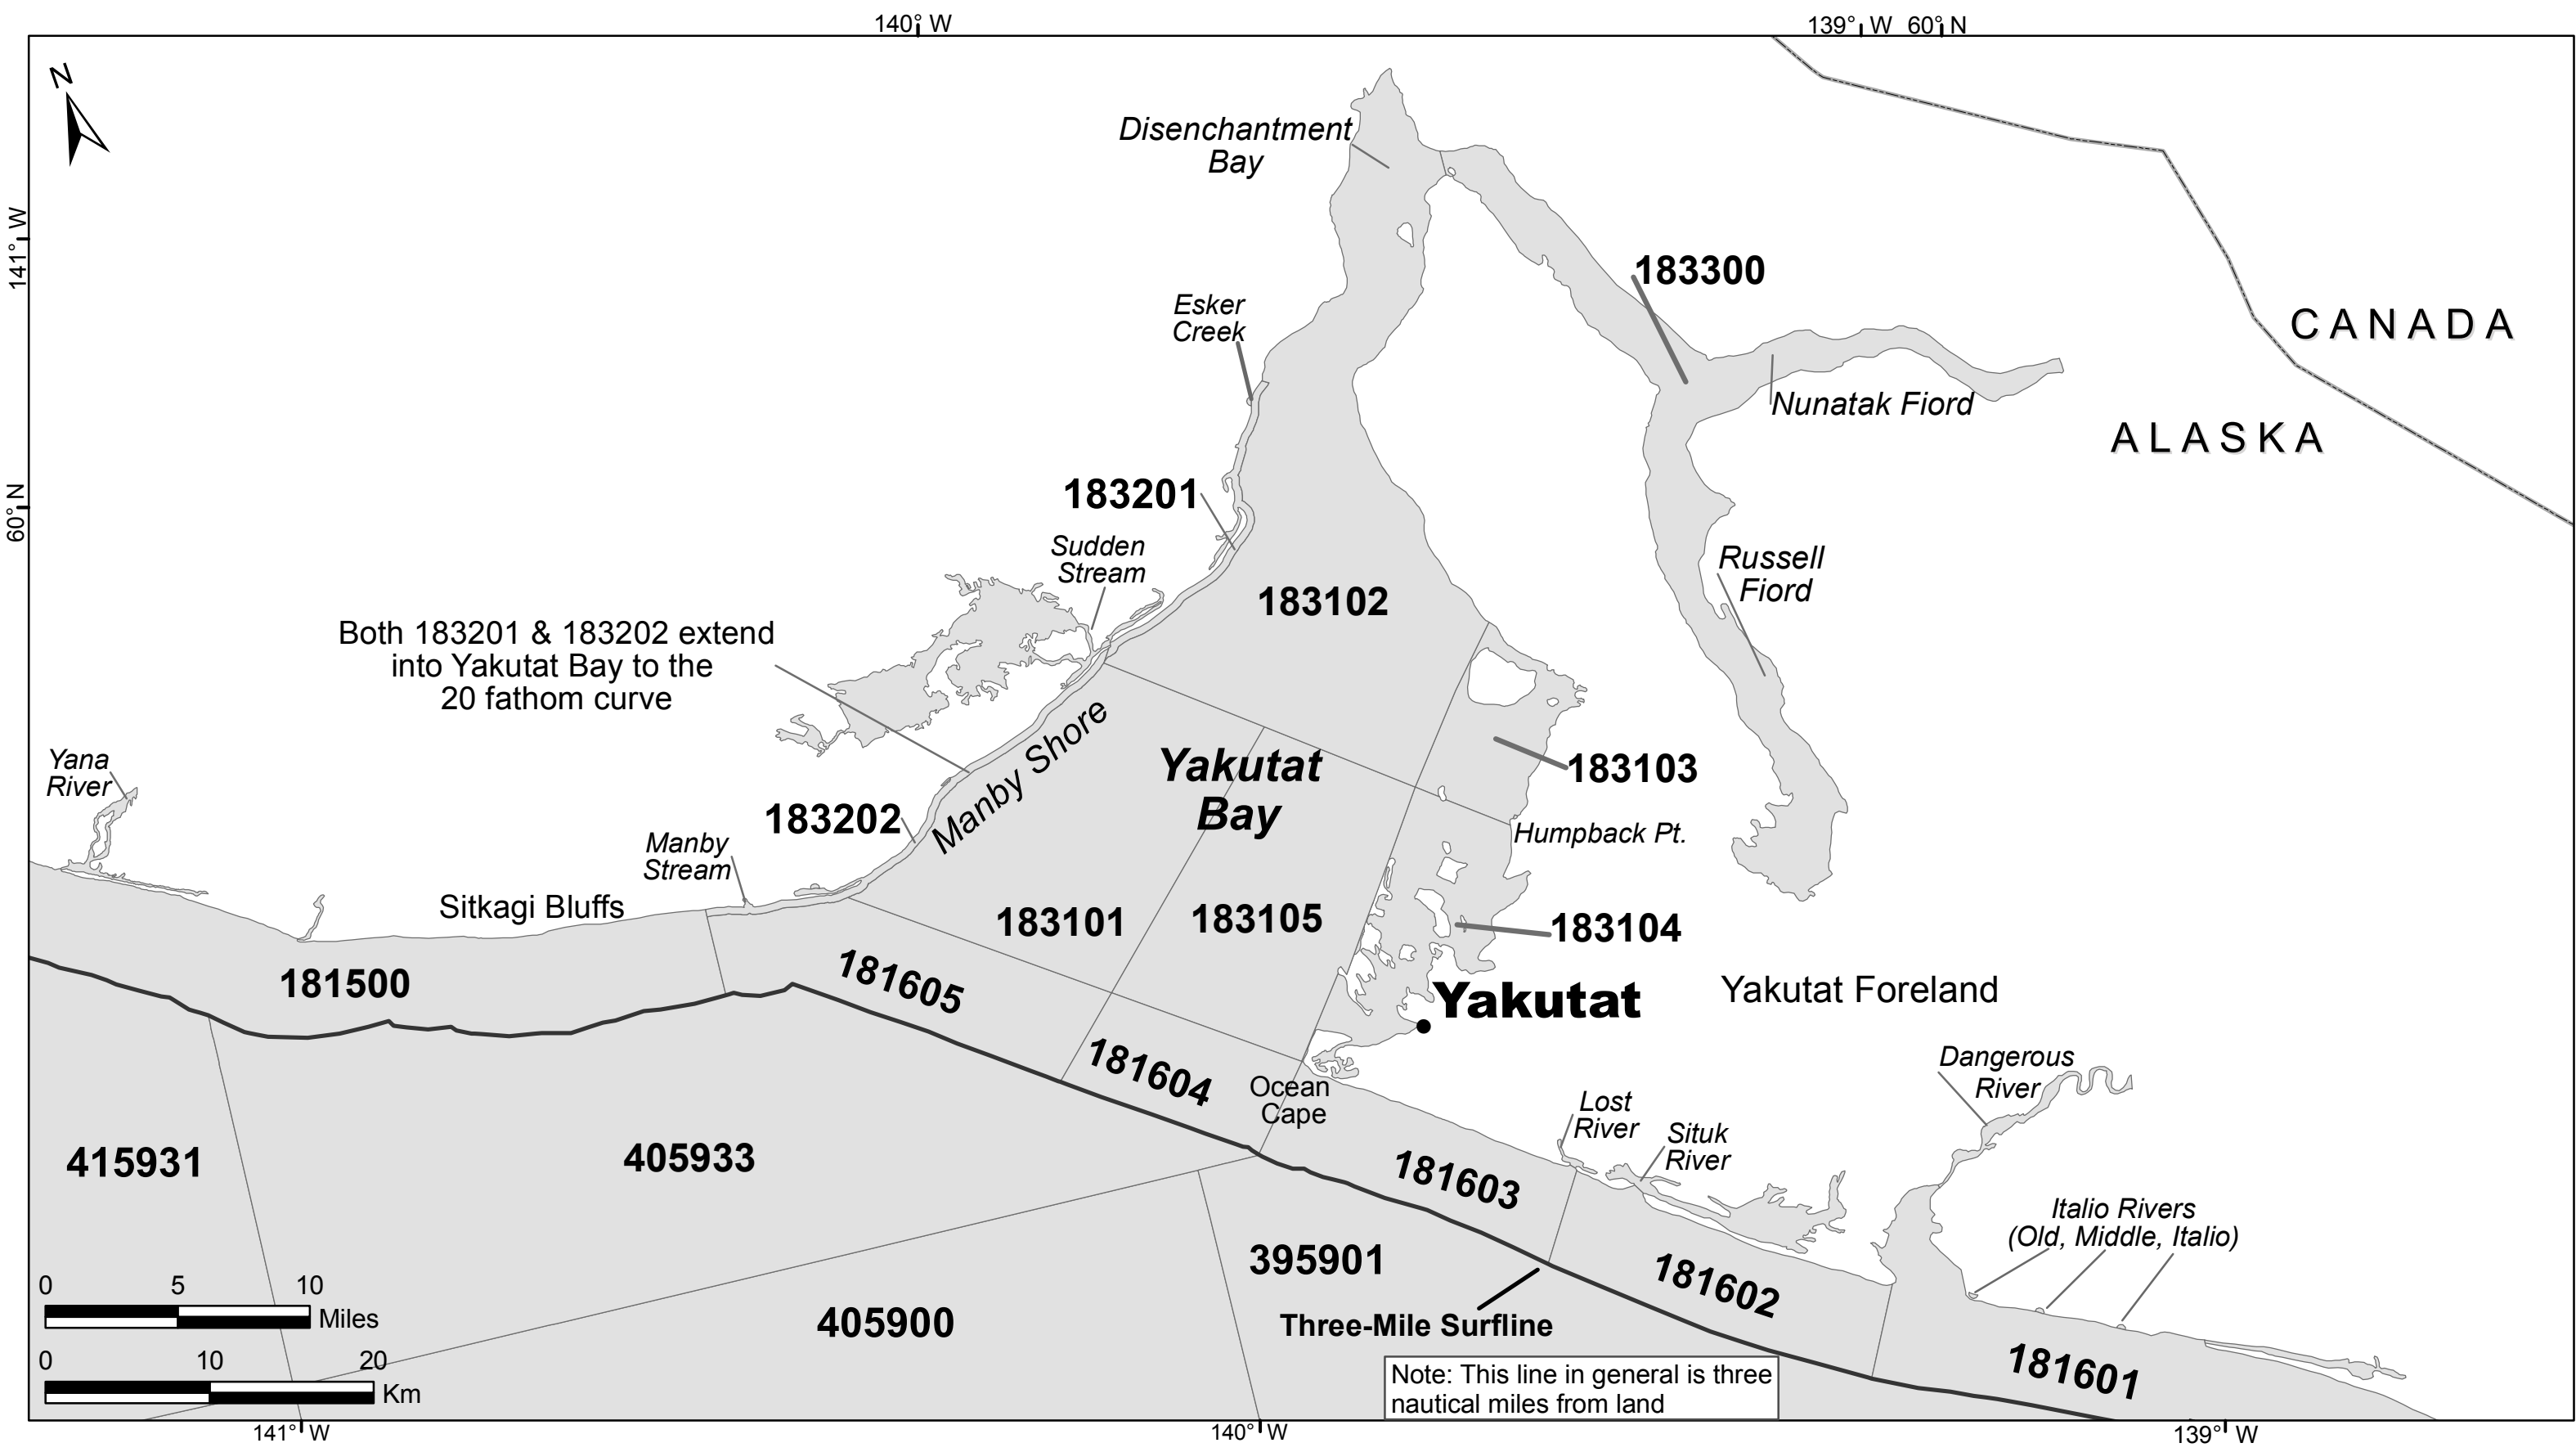 140° W
139° W 60° N
N
Disenchantment
Bay
141° W
183300
Esker
Creek
CANADA
Nunatak Fiord
ALASKA
183201
60° N
Sudden
Stream
Russell
Fiord
183102
Both 183201 & 183202 extend
into Yakutat Bay to the
20 fathom curve
Manby Shore
Yakutat
Bay
183103
Yana
River
183202
Humpback Pt.
Manby
Stream
Sitkagi Bluffs
183101
183105
183104
181500
181605
Yakutat
Yakutat Foreland
181604
Ocean
Cape
Dangerous
River
Lost
River
Situk
River
415931
405933
181603
Italio Rivers
(Old, Middle, Italio)
395901
181602
0 5 10
Miles
405900
Three-Mile Surfline
0 10 20
Km
Note: This line in general is three
nautical miles from land
181601
141° W
140° W
139° W